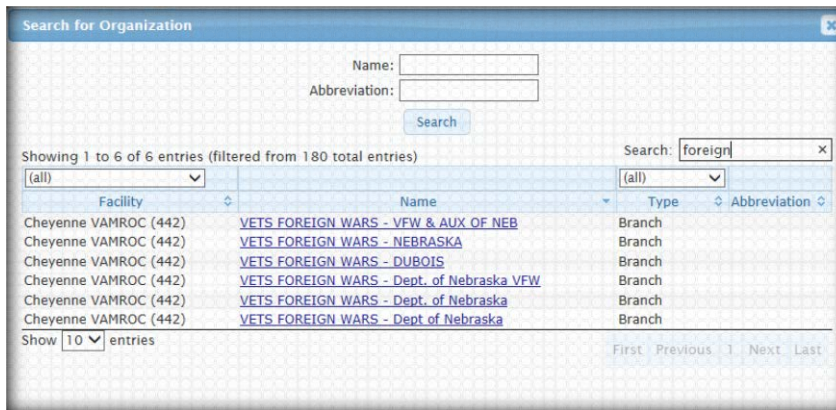 Search for Organization
Name:
Abbreviation:
Search
Showing 1 to 6 of 6 entries (filtered from 180 total entries) Search: foreign ×
(all) (all)
Facility Name Type Abbreviation
Cheyenne VAMROC (442) VETS FOREIGN WARS - VFW & AUX OF NEB Branch
Cheyenne VAMROC (442) VETS FOREIGN WARS - NEBRASKA Branch
Cheyenne VAMROC (442) VETS FOREIGN WARS - DUBOIS Branch
Cheyenne VAMROC (442) VETS FOREIGN WARS - Dept. of Nebraska VFW Branch
Cheyenne VAMROC (442) VETS FOREIGN WARS - Dept. of Nebraska Branch
Cheyenne VAMROC (442) VETS FOREIGN WARS - Dept of Nebraska Branch
Show 10 entries First Previous 1 Next Last